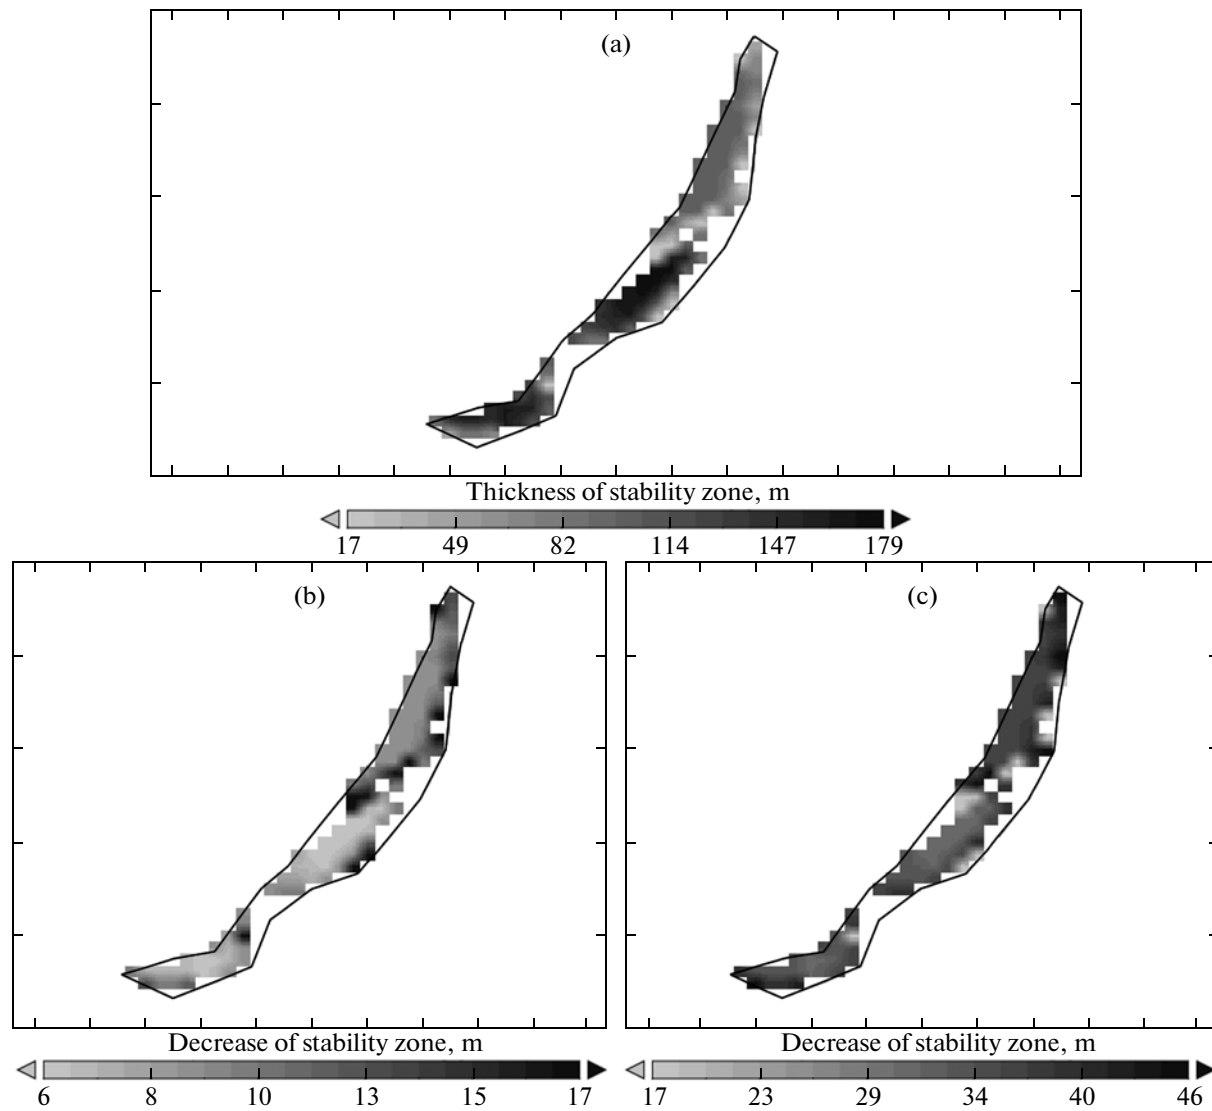 (a)
Thickness of stability zone, m
17 49 82 114 147 179
(b) (c)
Decrease of stability zone, m Decrease of stability zone, m
6 8 10 13 15 17 17 23 29 34 40 46